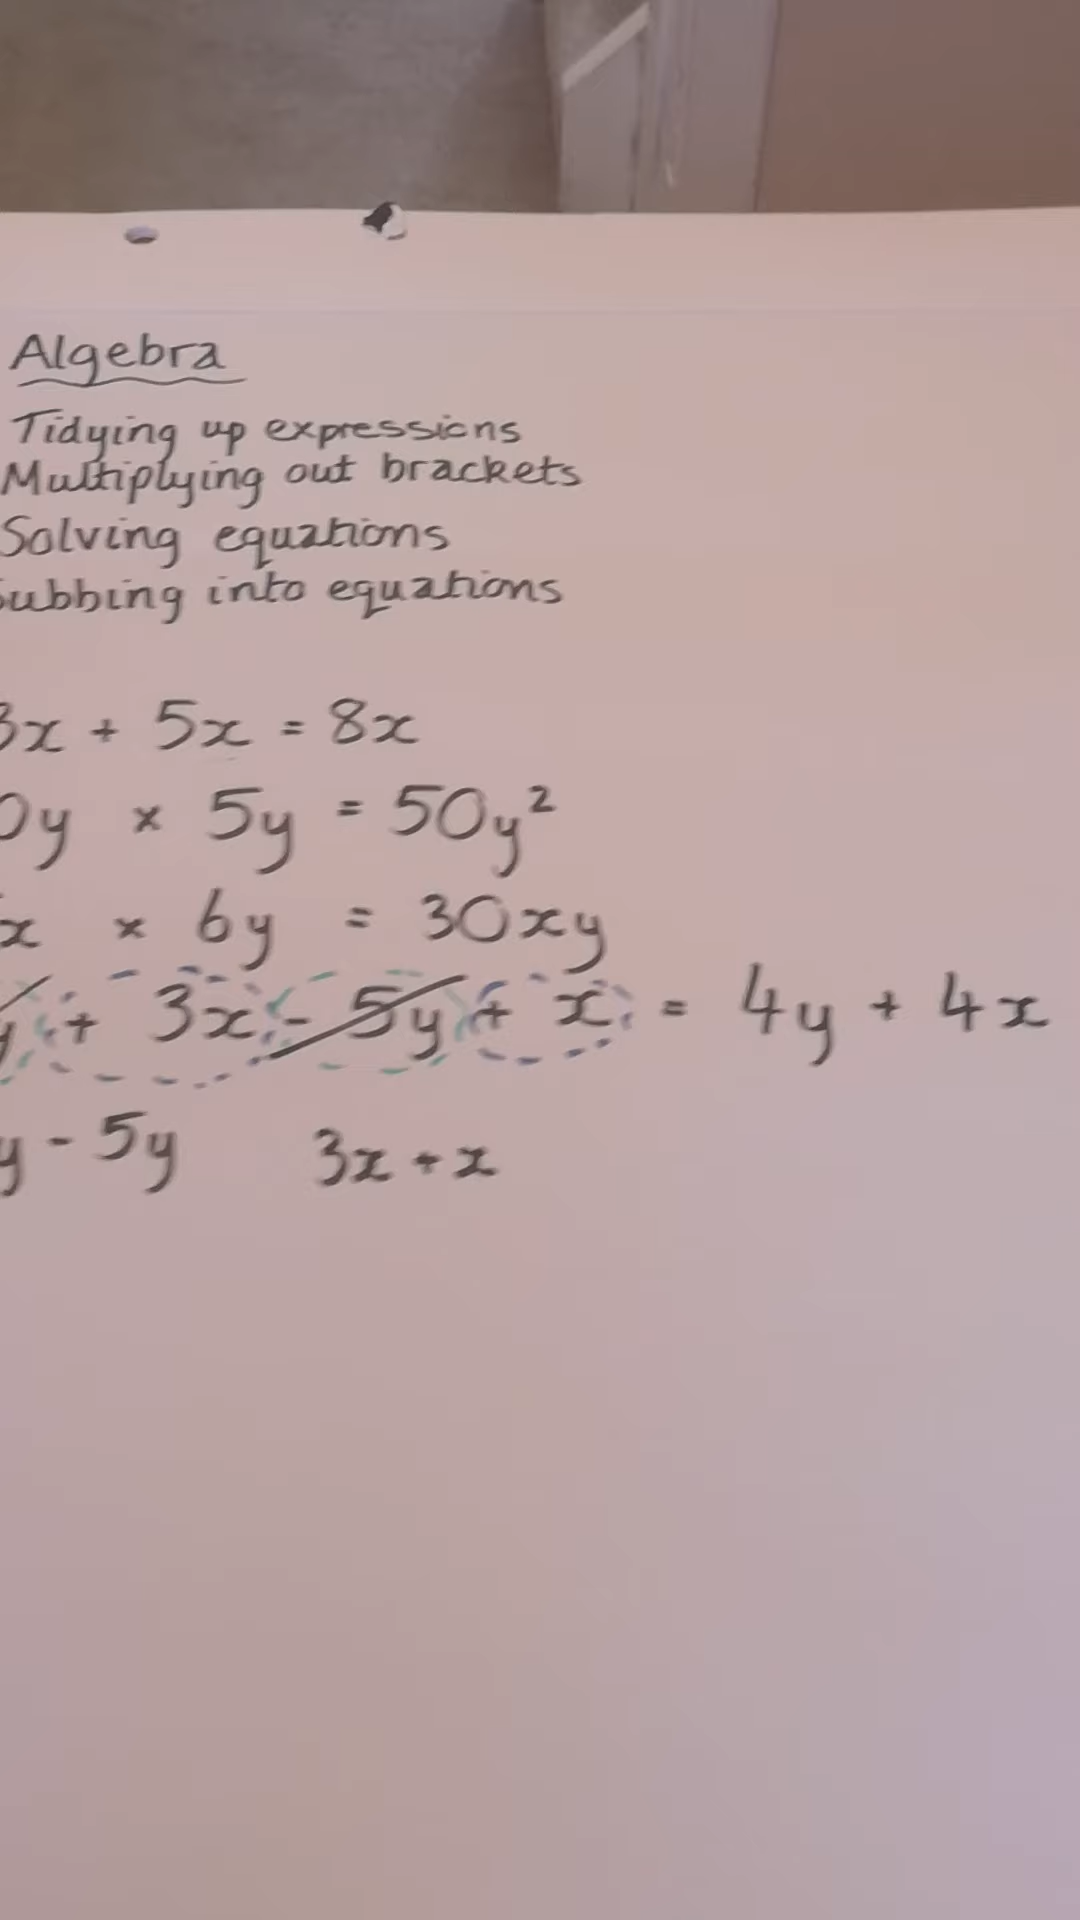 Algebra
Tidying up expressions
Multiplying out brackets
Solving equations
ubbing into equations
3x + 5x = 8x
0y × 5y = 50y²
x × 6y = 30xy
y + 3x - 5y + x = 4y + 4x
y - 5y 3x + x